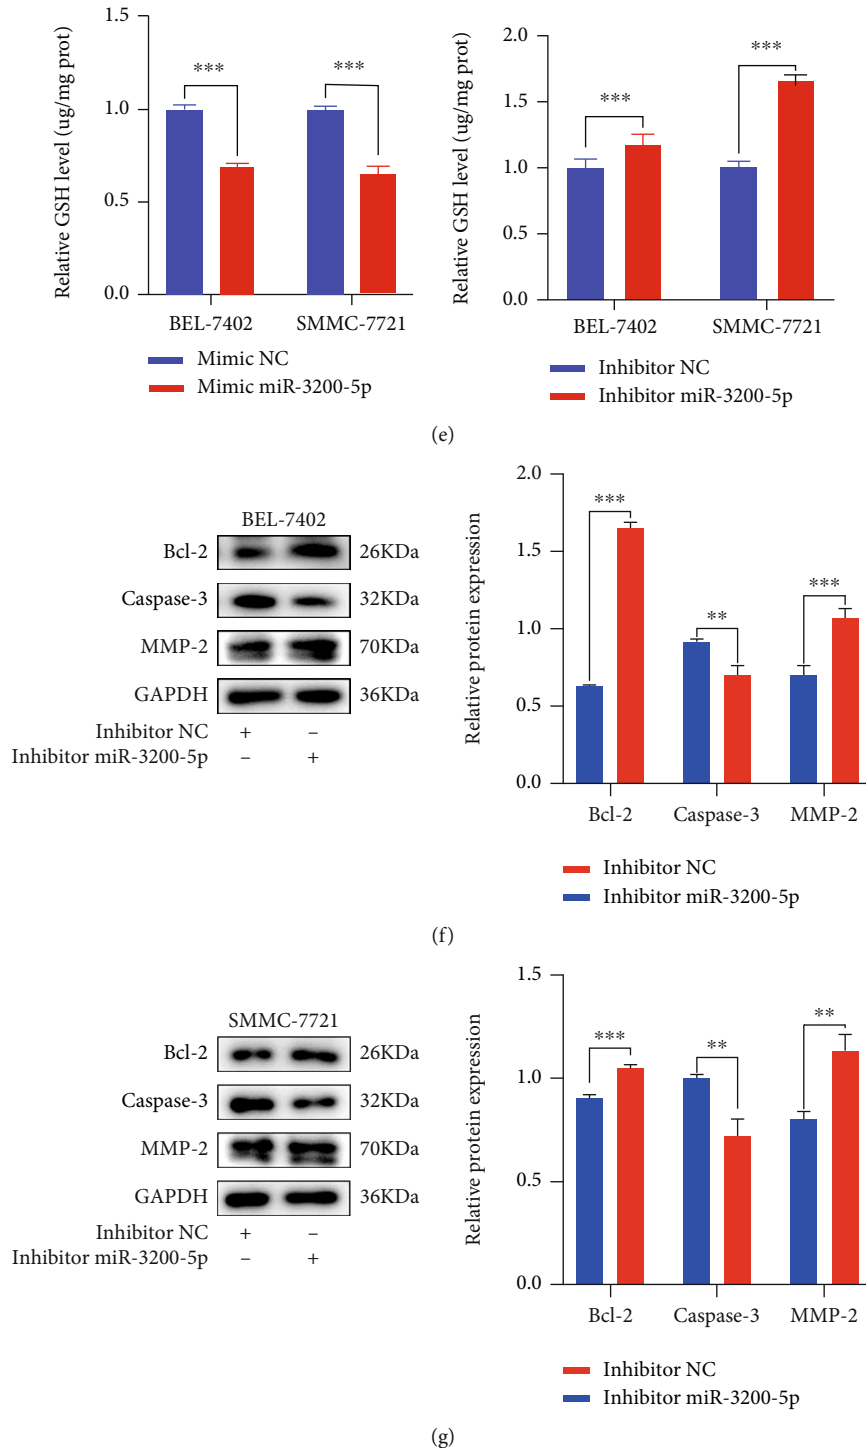 Relative GSH level (ug/mg prot)
1.5
1.0
0.5
0.0
***
***
BEL-7402
SMMC-7721
Mimic NC
Mimic miR-3200-5p
Relative GSH level (ug/mg prot)
2.0
1.5
1.0
0.5
0.0
***
***
BEL-7402
SMMC-7721
Inhibitor NC
Inhibitor miR-3200-5p
(e)
BEL-7402
Bcl-2 26KDa
Caspase-3 32KDa
MMP-2 70KDa
GAPDH 36KDa
Inhibitor NC + –
Inhibitor miR-3200-5p – +
Relative protein expression
2.0
1.5
1.0
0.5
0.0
***
**
***
Bcl-2
Caspase-3
MMP-2
Inhibitor NC
Inhibitor miR-3200-5p
(f)
SMMC-7721
Bcl-2 26KDa
Caspase-3 32KDa
MMP-2 70KDa
GAPDH 36KDa
Inhibitor NC + –
Inhibitor miR-3200-5p – +
Relative protein expression
1.5
1.0
0.5
0.0
***
**
**
Bcl-2
Caspase-3
MMP-2
Inhibitor NC
Inhibitor miR-3200-5p
(g)